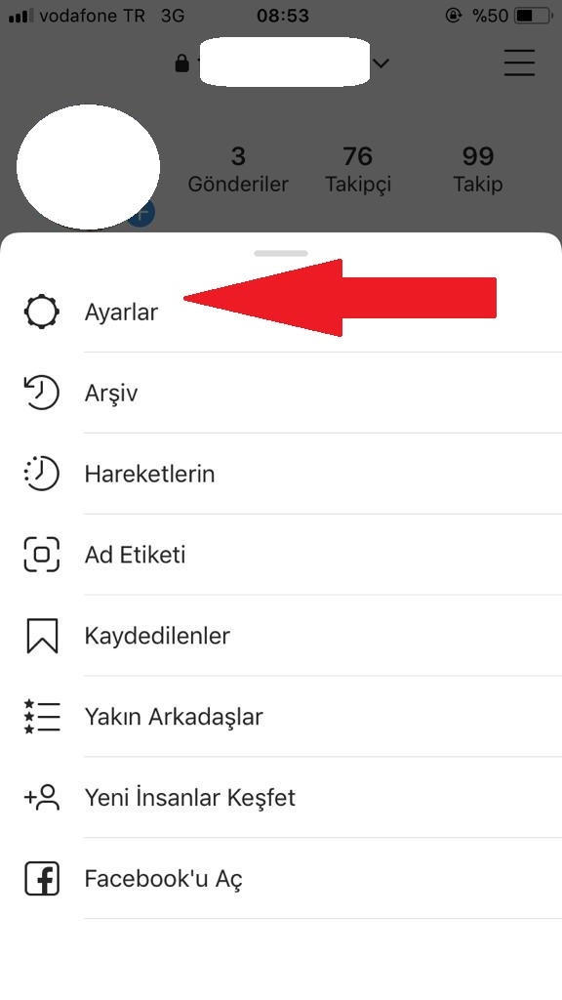 vodafone TR 3G 08:53 %50
3 76 99
Gönderiler Takipçi Takip
Ayarlar
Arşiv
Hareketlerin
Ad Etiketi
Kaydedilenler
Yakın Arkadaşlar
Yeni İnsanlar Keşfet
Facebook'u Aç